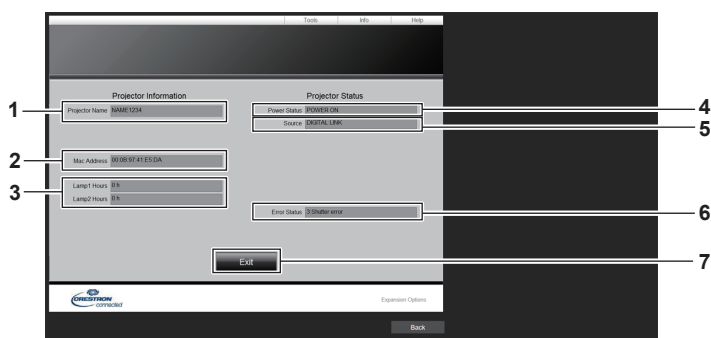 Tools Info Help
Projector Information Projector Status
1 Projector Name NAME1234 Power Status POWER ON 4
Source DIGITAL LINK 5
2 Mac Address 00:0B:97:41:E5:DA
3 Lamp1 Hours 0 h
Lamp2 Hours 0 h
Error Status 3:Shutter error 6
Exit 7
CRESTRON connected Expansion Options
Back